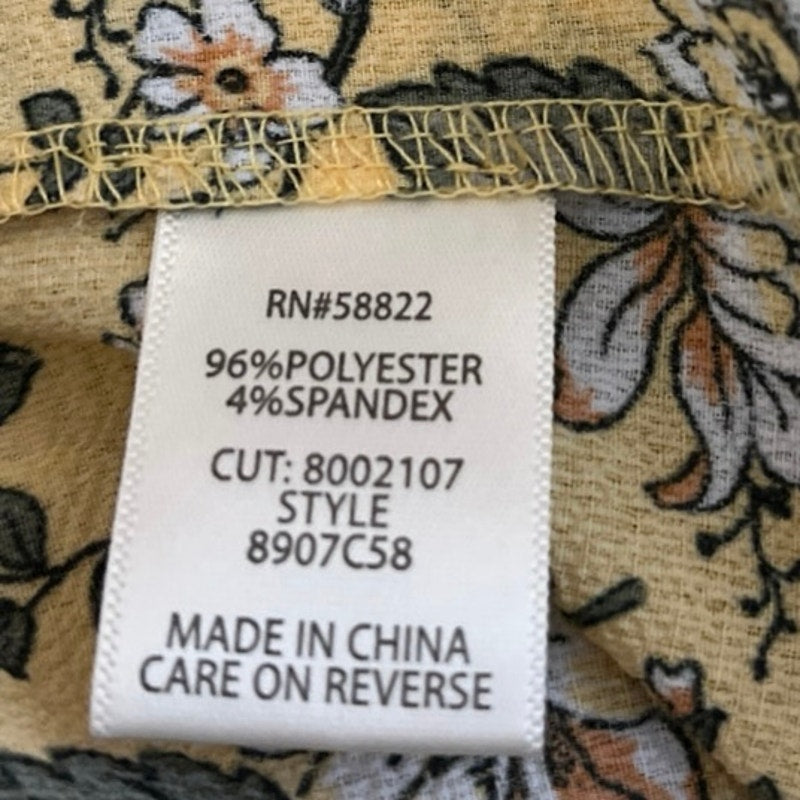 RN#58822
96%POLYESTER
4%SPANDEX
CUT: 8002107
STYLE
8907C58
MADE IN CHINA
CARE ON REVERSE